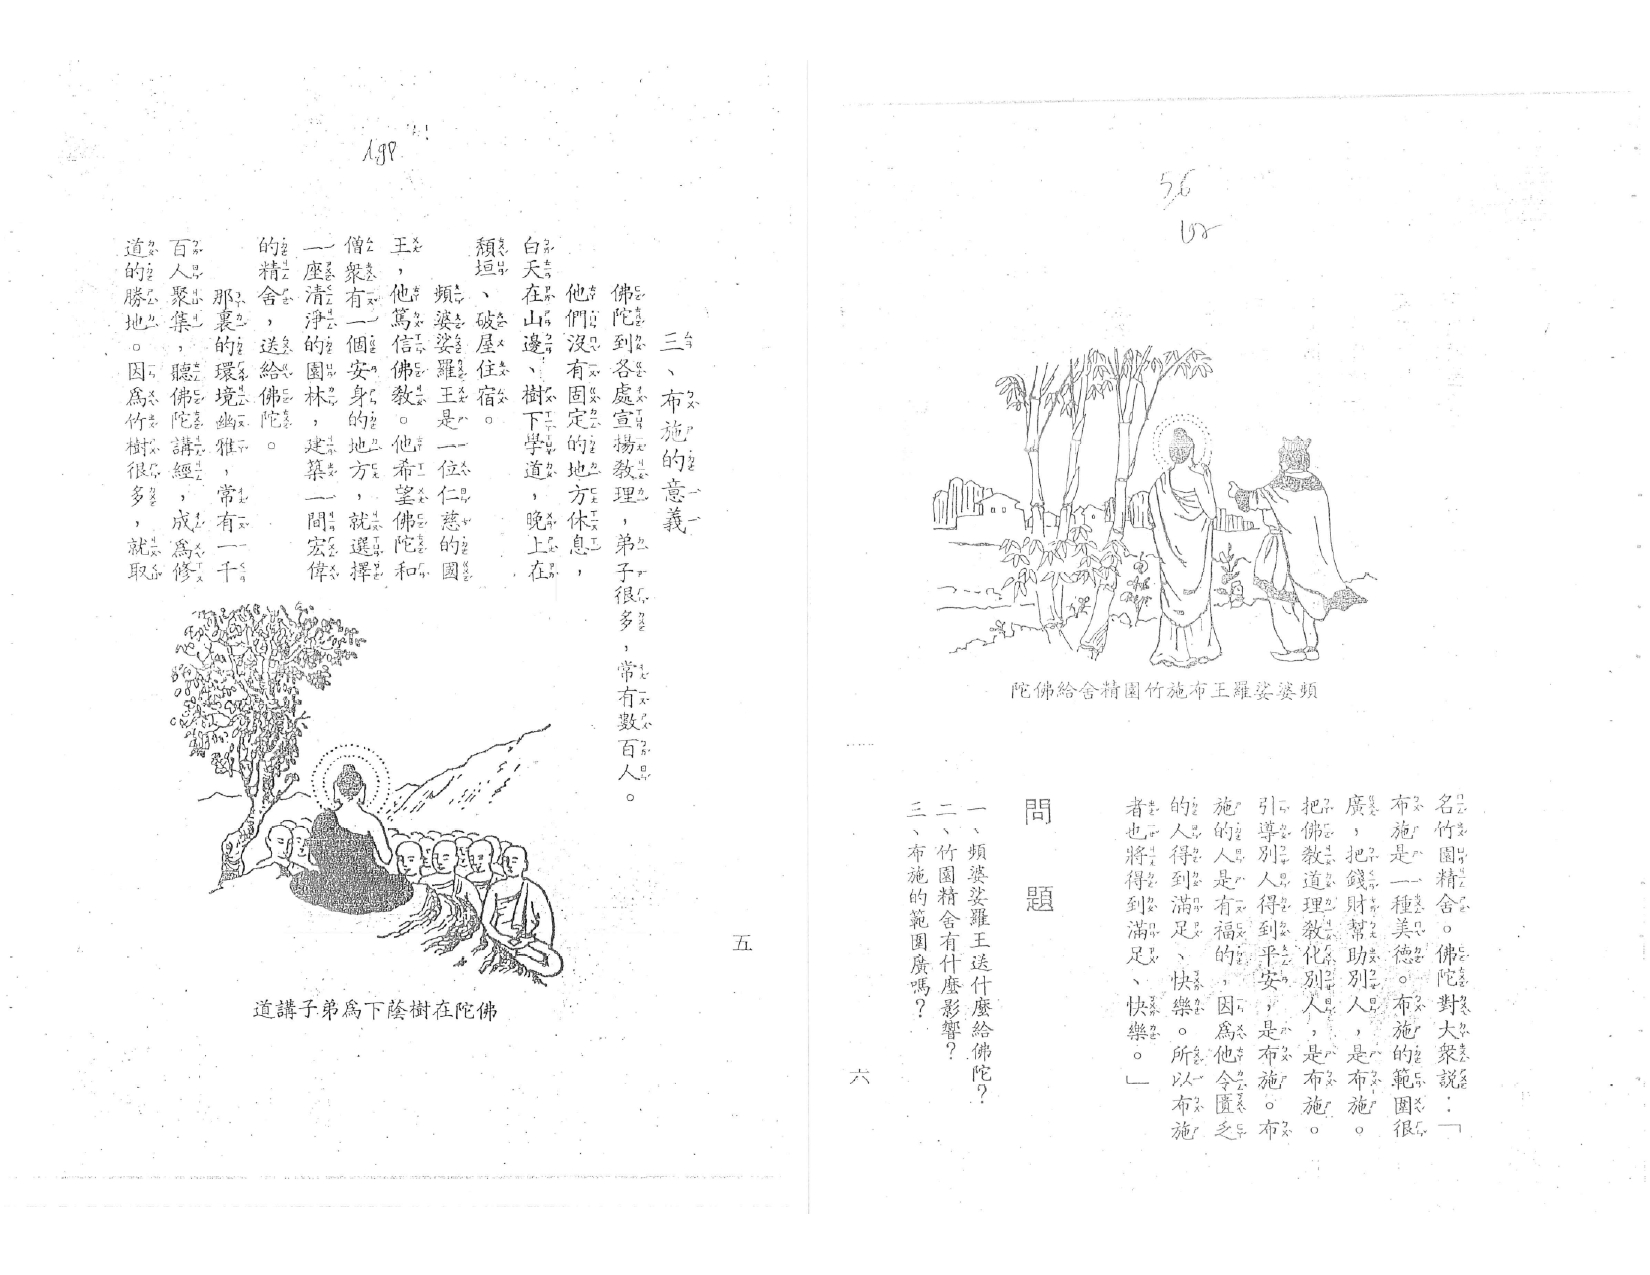 三、布施的意義
佛陀到各處宣揚教理，弟子很多，常有數百人。
他們沒有固定的地方休息，
白天在山邊、樹下學道，晚上在
頹垣、破屋住宿。
頻婆娑羅王是一位仁慈的國
王，他篤信佛教。他希望佛陀和
僧衆有一個安身的地方，就選擇
一座清淨的園林，建築一間宏偉
的精舍，送給佛陀。
那裏的環境幽雅，常有一千
百人聚集，聽佛陀講經，成爲修
道的勝地。因爲竹樹很多，就取
佛陀在樹蔭下爲弟子講道
五
56
頻婆娑羅王布施竹園精舍給佛陀
名竹園精舍。佛陀對大衆説：「
布施是一種美德。布施的範圍很
廣，把錢財幫助別人，是布施。
把佛教道理教化別人，是布施。
引導別人得到平安，是布施。布
施的人是有福的，因爲他令匱乏
的人得到滿足、快樂。所以布施
者也將得到滿足、快樂。」
問題
一、頻婆娑羅王送什麼給佛陀？
二、竹園精舍有什麼影響？
三、布施的範圍廣嗎？
六